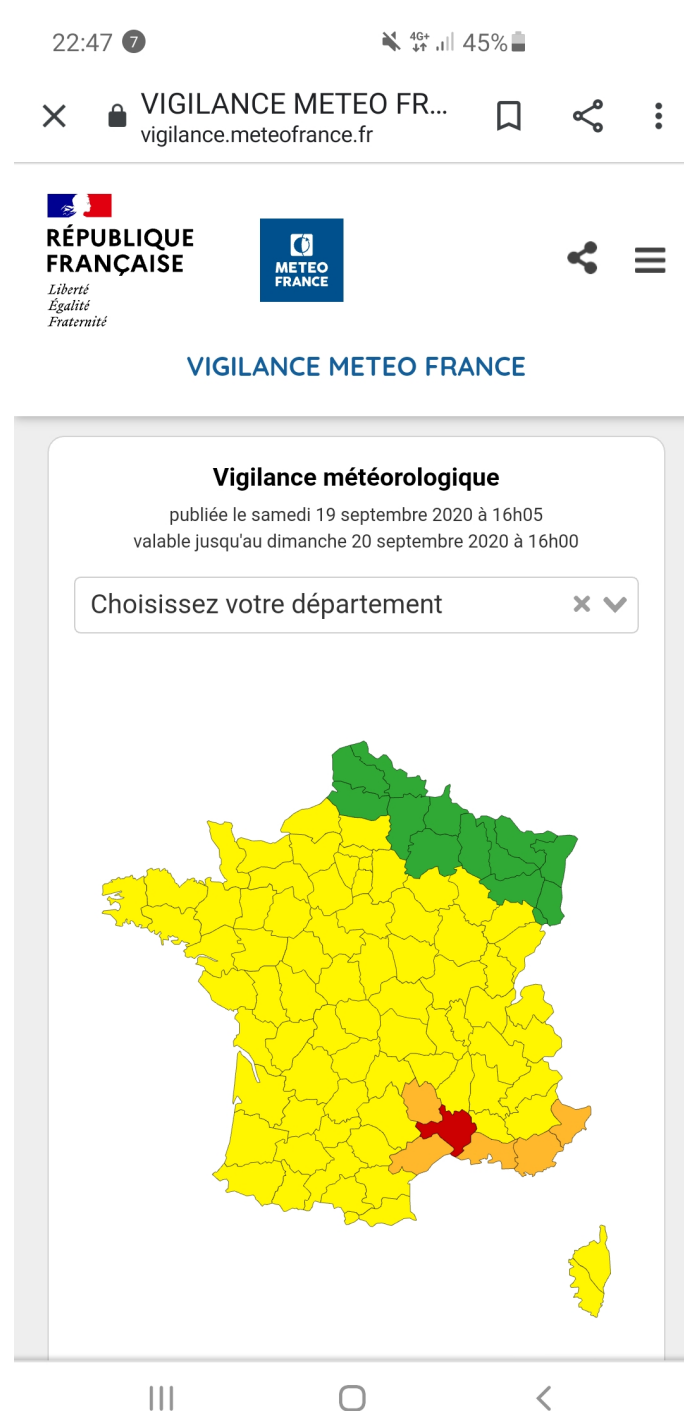 22:47 7 4G+ 45%
VIGILANCE METEO FR...
vigilance.meteofrance.fr
RÉPUBLIQUE
FRANÇAISE
Liberté
Égalité
Fraternité
METEO
FRANCE
VIGILANCE METEO FRANCE
Vigilance météorologique
publiée le samedi 19 septembre 2020 à 16h05
valable jusqu'au dimanche 20 septembre 2020 à 16h00
Choisissez votre département